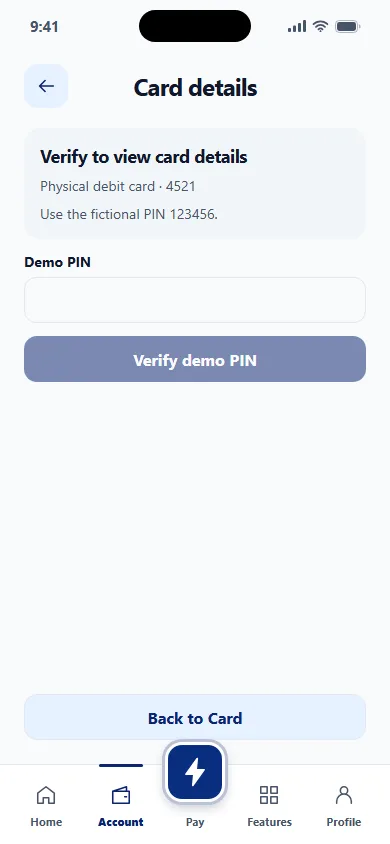 9:41
Card details
Verify to view card details
Physical debit card · 4521
Use the fictional PIN 123456.
Demo PIN
Verify demo PIN
Back to Card
Home
Account
Pay
Features
Profile